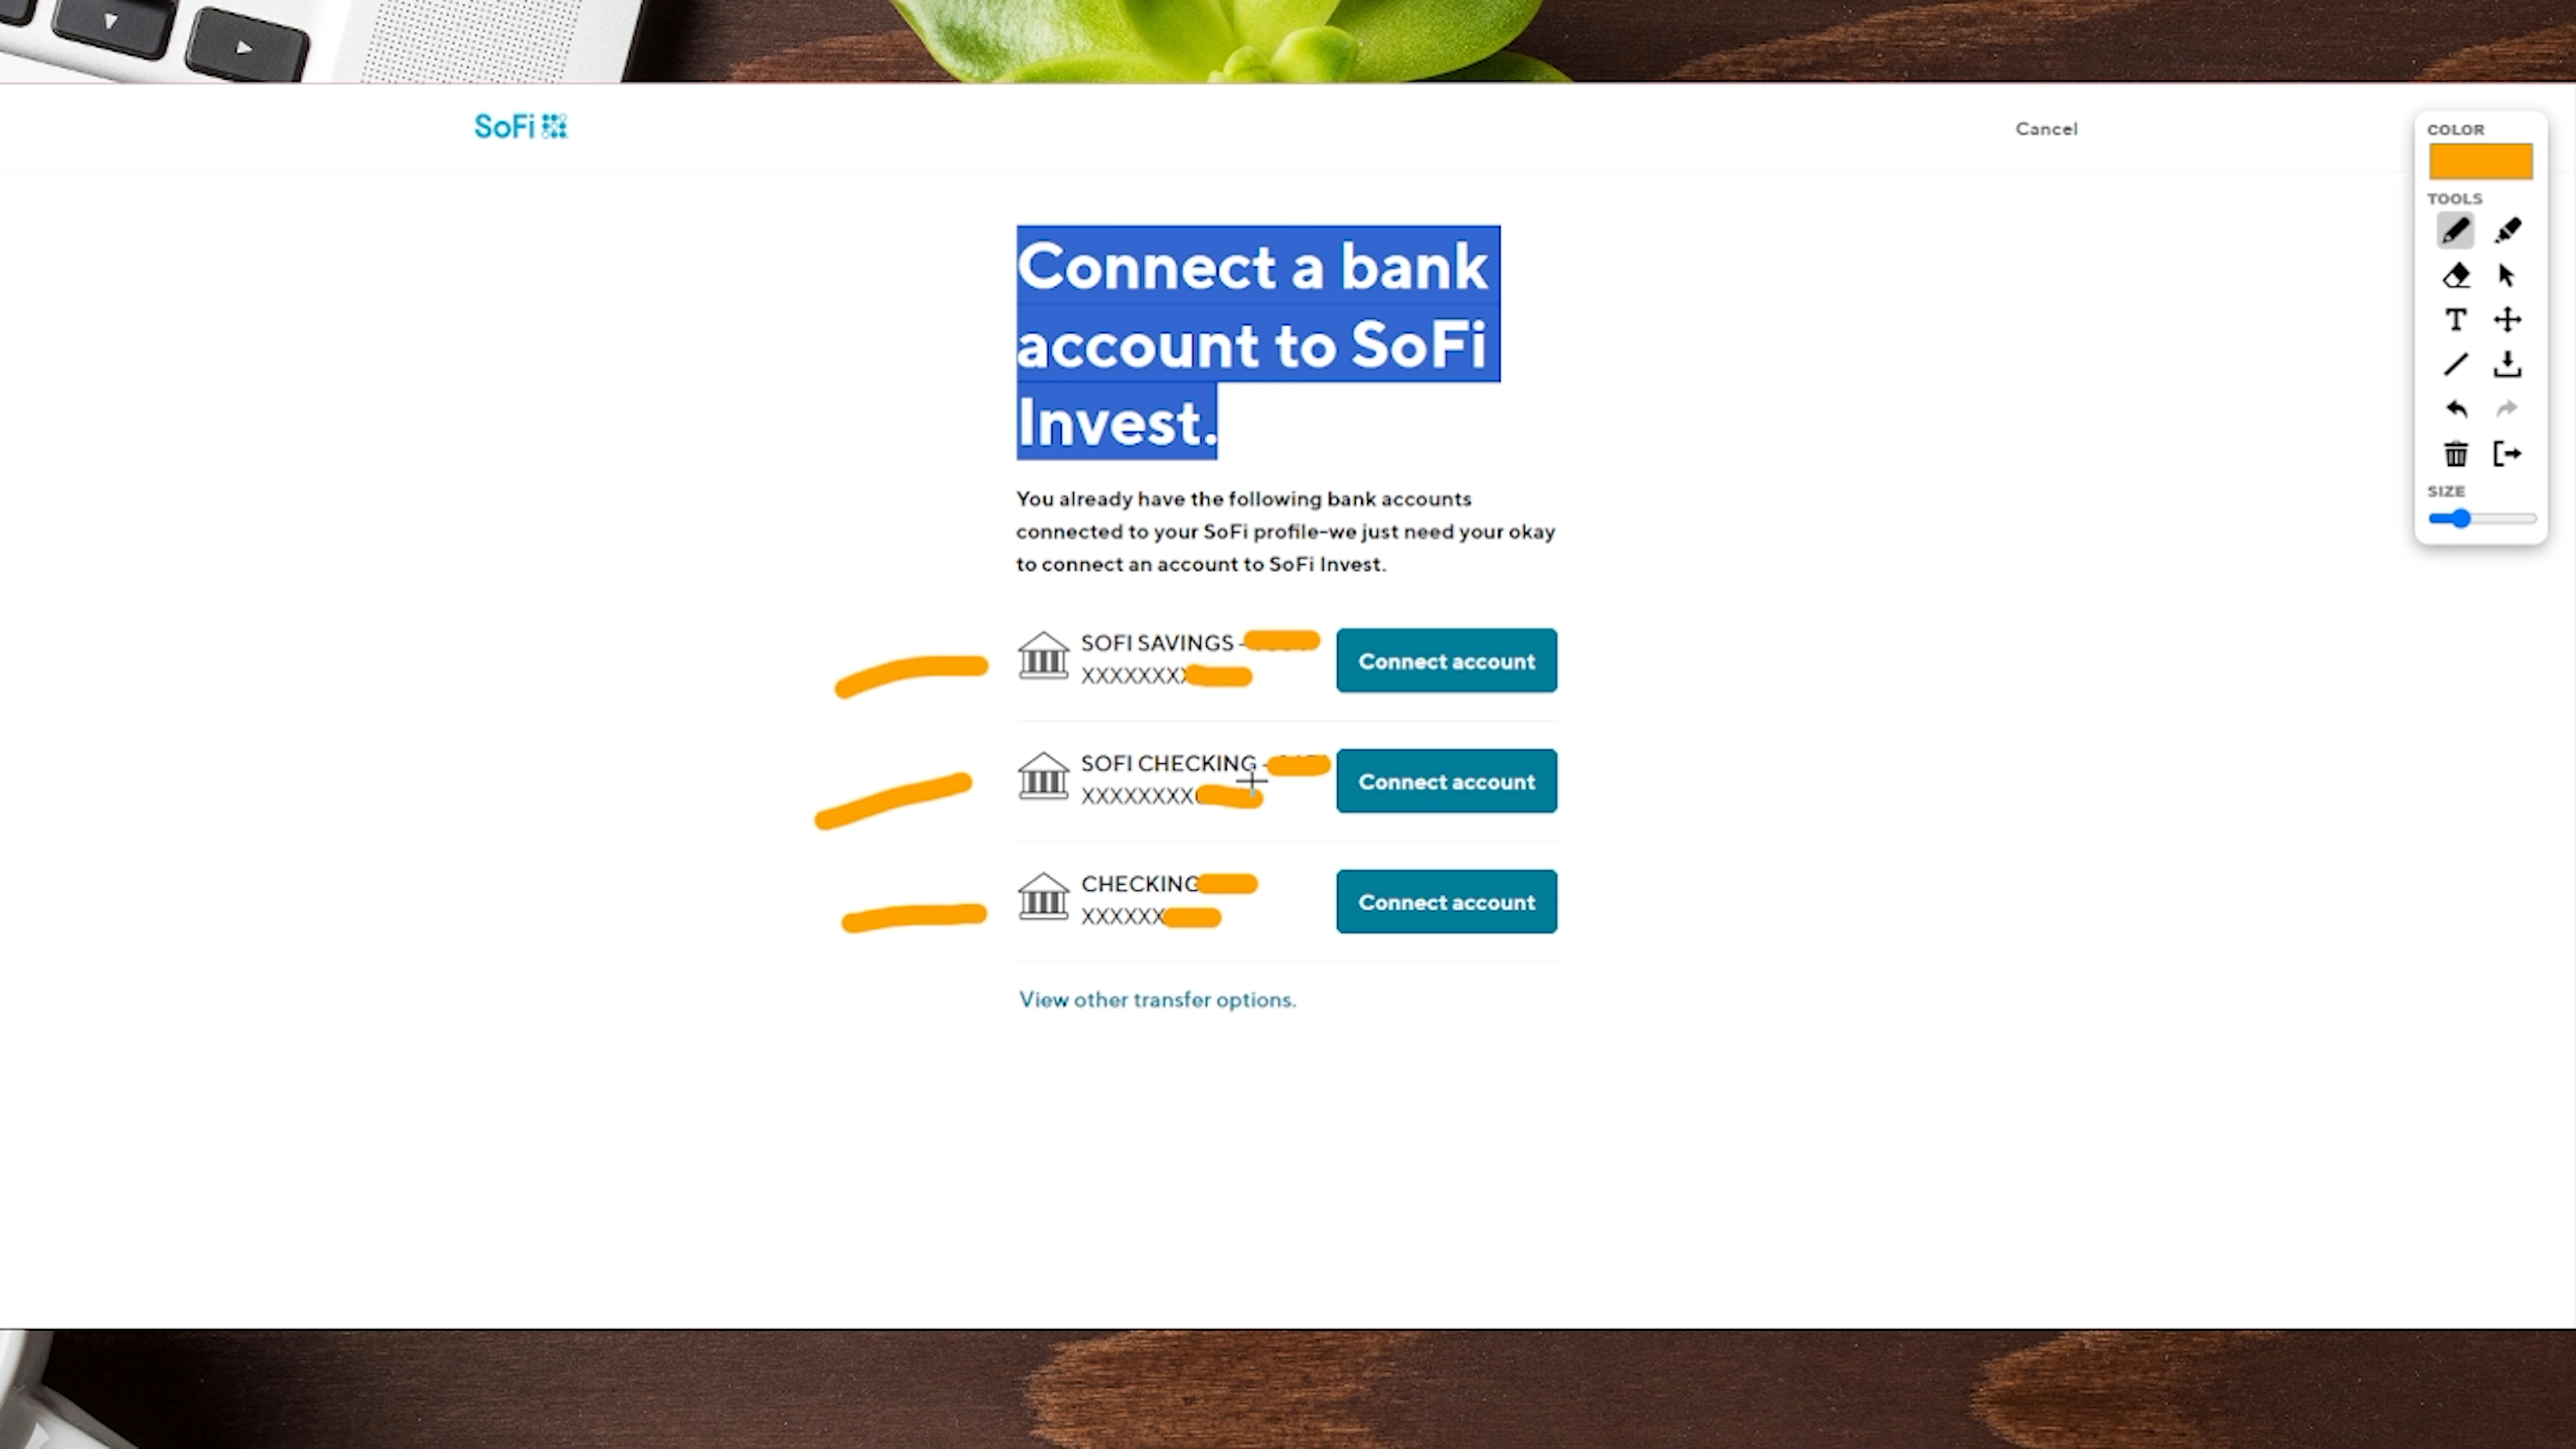 SoFi
Cancel
COLOR
TOOLS
SIZE
Connect a bank
account to SoFi
Invest.
You already have the following bank accounts
connected to your SoFi profile-we just need your okay
to connect an account to SoFi Invest.
SOFI SAVINGS -
XXXXXXXX
Connect account
SOFI CHECKING -
XXXXXXXX
Connect account
CHECKING
XXXXXX
Connect account
View other transfer options.